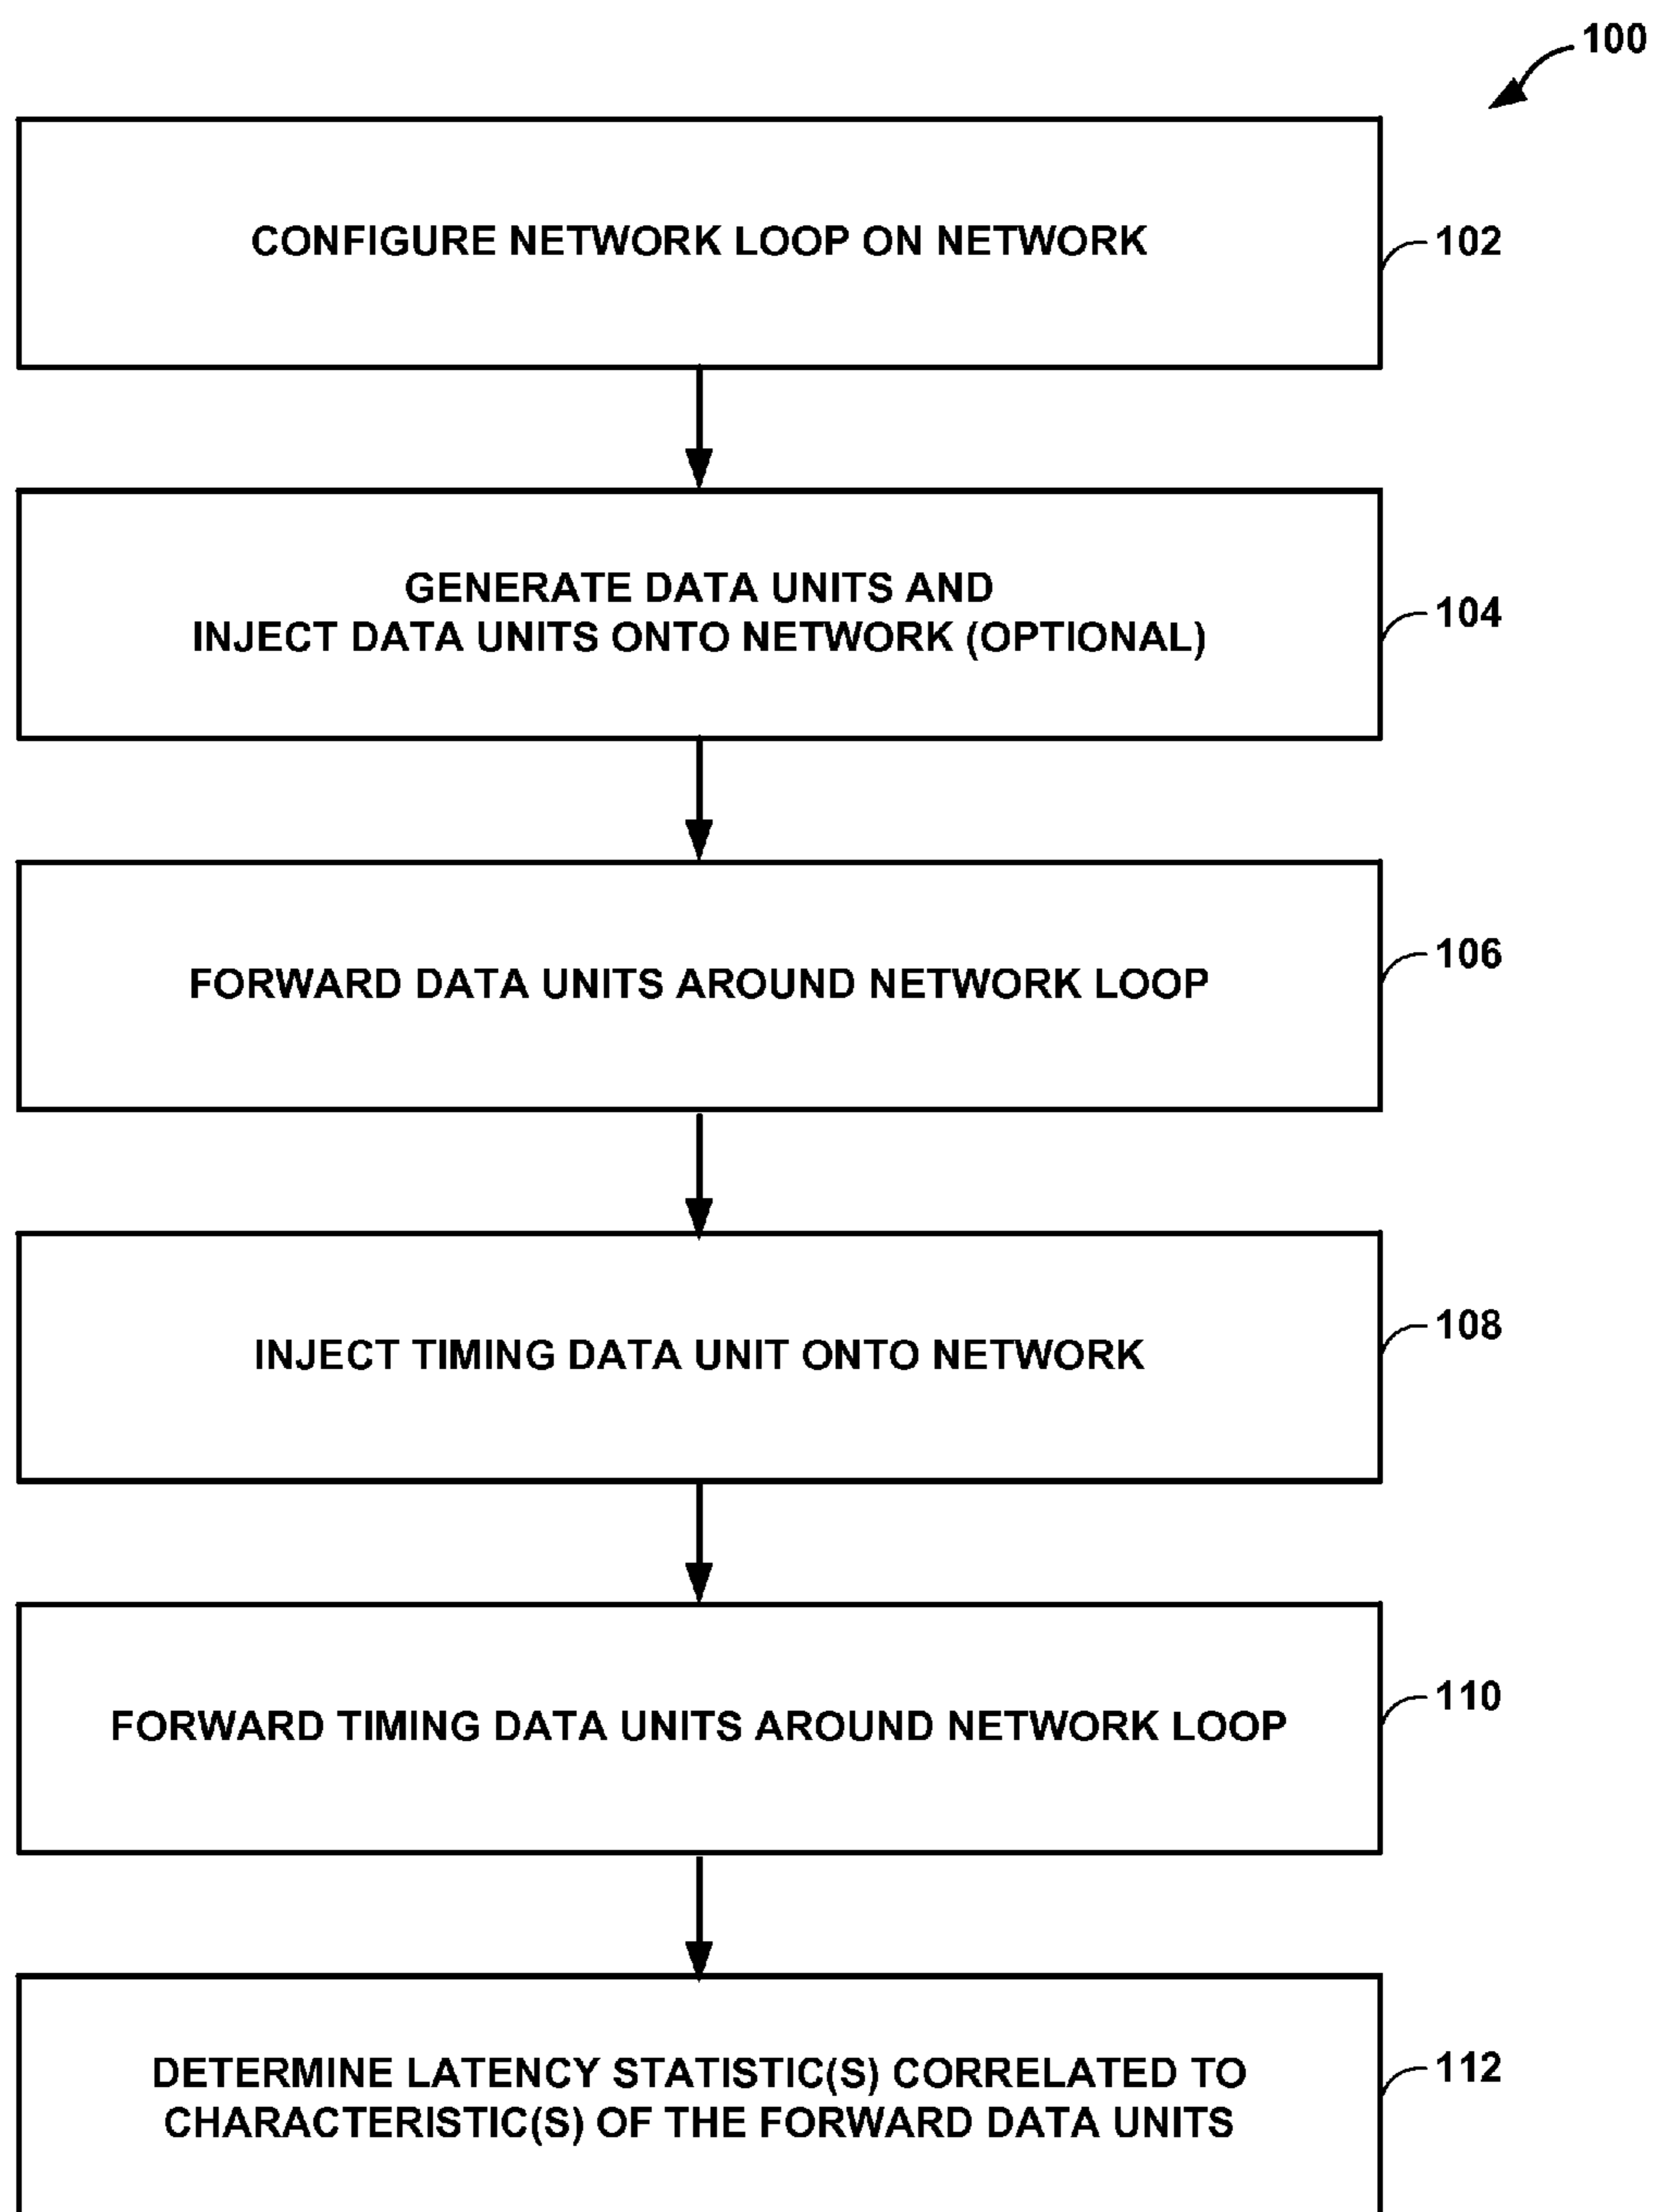 100
CONFIGURE NETWORK LOOP ON NETWORK
102
GENERATE DATA UNITS AND
INJECT DATA UNITS ONTO NETWORK (OPTIONAL)
104
FORWARD DATA UNITS AROUND NETWORK LOOP
106
INJECT TIMING DATA UNIT ONTO NETWORK
108
FORWARD TIMING DATA UNITS AROUND NETWORK LOOP
110
DETERMINE LATENCY STATISTIC(S) CORRELATED TO
CHARACTERISTIC(S) OF THE FORWARD DATA UNITS
112